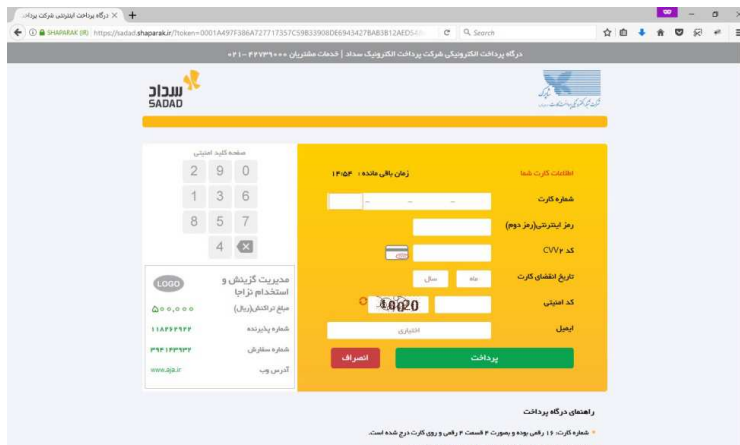 درگاه پرداخت اینترنتی شرکت پرداخ...
SHAPARAK (IR) https://sadad.shaparak.ir/?token=0001A497F386A727717357C59B33908DE66943427BAB3B12AED5
Search
درگاه پرداخت الکترونیکی شرکت پرداخت الکترونیک سداد | خدمات مشتریان ۰۲۱-۴۲۷۳۹۰۰۰
سداد
SADAD
صفحه کلید امنیتی
2 9 0
1 3 6
8 5 7
4
اطلاعات کارت شما
زمان باقی مانده : ۱۴:۵۴
شماره کارت
رمز اینترنتی(رمز دوم)
کد CVV۲
تاریخ انقضای کارت
ماه
سال
کد امنیتی
40020
ایمیل
اختیاری
پرداخت
انصراف
LOGO
مدیریت گزینش و
استخدام نزاجا
مبلغ تراکنش(ریال)
۵۰۰,۰۰۰
شماره پذیرنده
شماره سفارش
آدرس وب
www.aja.ir
راهنمای درگاه پرداخت
شماره کارت: ۱۶ رقمی بوده و بصورت ۴ قسمت ۴ رقمی و روی کارت درج شده است.